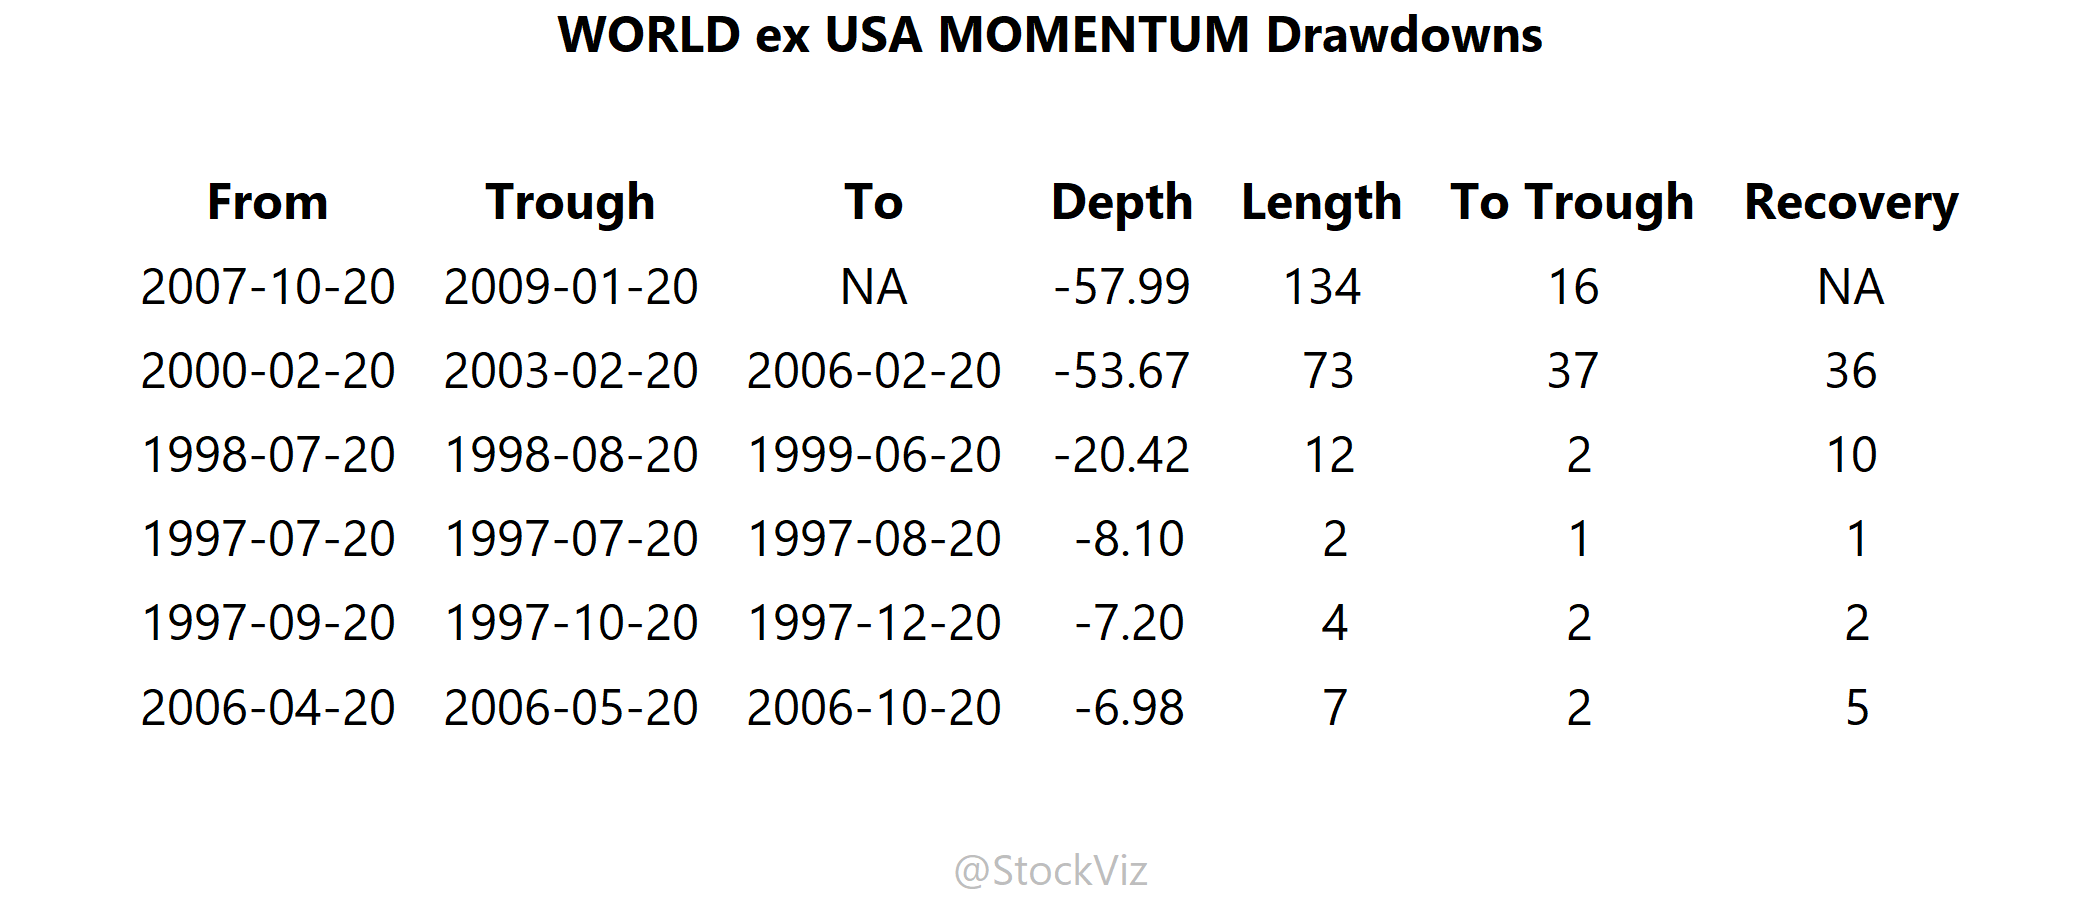 WORLD ex USA MOMENTUM Drawdowns
From Trough To Depth Length To Trough Recovery
2007-10-20 2009-01-20 NA -57.99 134 16 NA
2000-02-20 2003-02-20 2006-02-20 -53.67 73 37 36
1998-07-20 1998-08-20 1999-06-20 -20.42 12 2 10
1997-07-20 1997-07-20 1997-08-20 -8.10 2 1 1
1997-09-20 1997-10-20 1997-12-20 -7.20 4 2 2
2006-04-20 2006-05-20 2006-10-20 -6.98 7 2 5
@StockViz